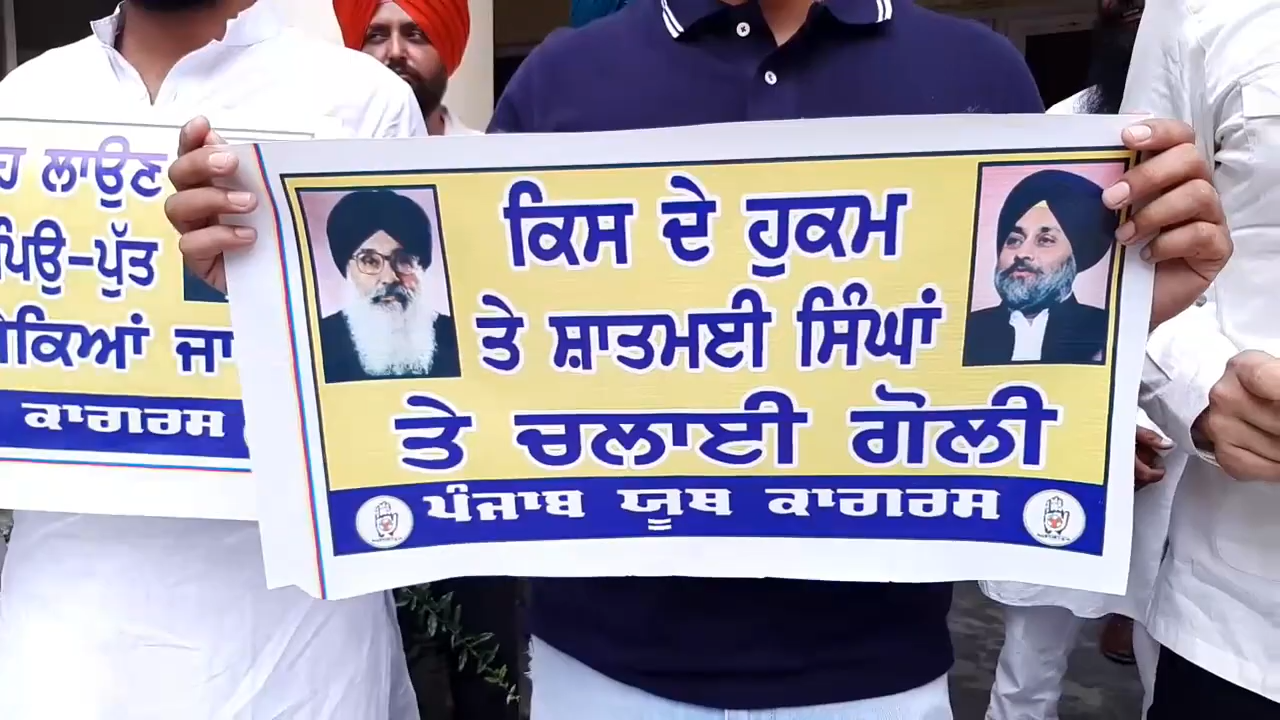 ਲਾਉਣ
ਪਿਉ-ਪੁੱਤ
ਕਾਗਰਸ
ਕਿਸ ਦੇ ਹੁਕਮ
ਤੇ ਸ਼ਾਤਮਈ ਸਿੰਘਾਂ
ਤੇ ਚਲਾਈ ਗੋਲੀ
ਪੰਜਾਬ ਯੂਥ ਕਾਗਰਸ